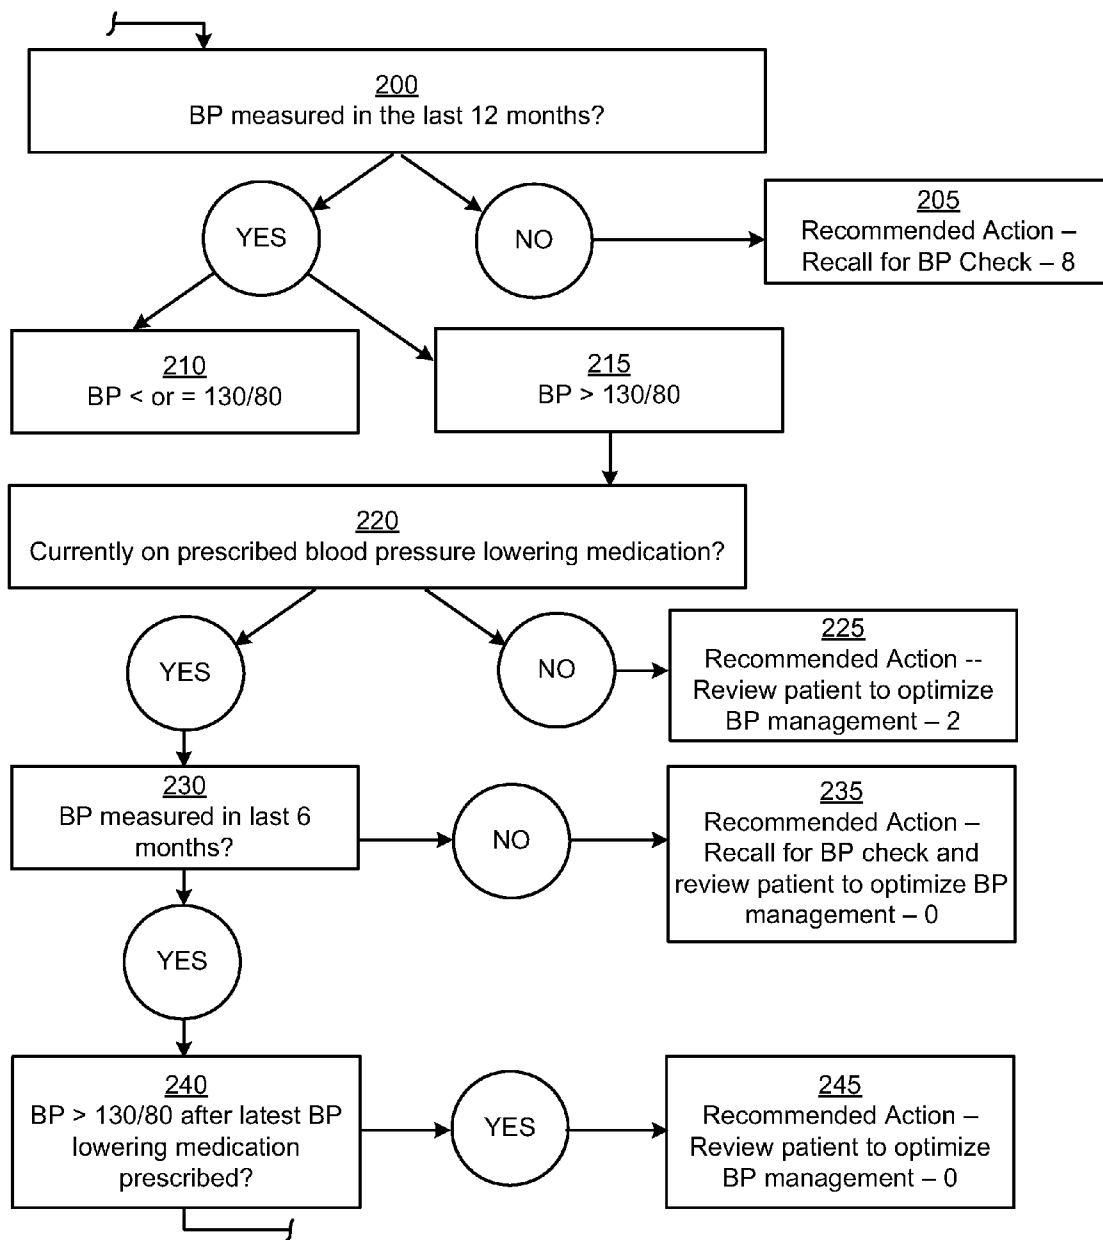 200
BP measured in the last 12 months?
YES
NO
205
Recommended Action –
Recall for BP Check – 8
210
BP < or = 130/80
215
BP > 130/80
220
Currently on prescribed blood pressure lowering medication?
YES
NO
225
Recommended Action --
Review patient to optimize
BP management – 2
230
BP measured in last 6
months?
NO
235
Recommended Action –
Recall for BP check and
review patient to optimize BP
management – 0
YES
240
BP > 130/80 after latest BP
lowering medication
prescribed?
YES
245
Recommended Action –
Review patient to optimize
BP management – 0